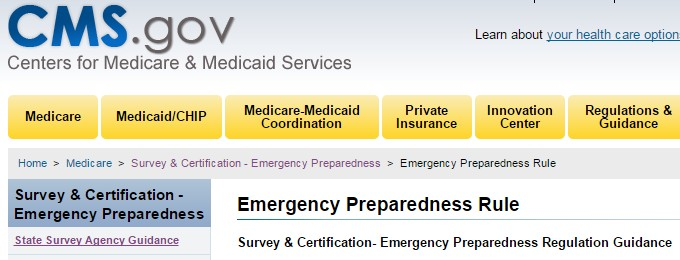 CMS.gov
Learn about your health care option
Centers for Medicare & Medicaid Services
Medicare
Medicaid/CHIP
Medicare-Medicaid
Coordination
Private
Insurance
Innovation
Center
Regulations &
Guidance
Home > Medicare > Survey & Certification - Emergency Preparedness > Emergency Preparedness Rule
Survey & Certification -
Emergency Preparedness
State Survey Agency Guidance
Emergency Preparedness Rule
Survey & Certification- Emergency Preparedness Regulation Guidance